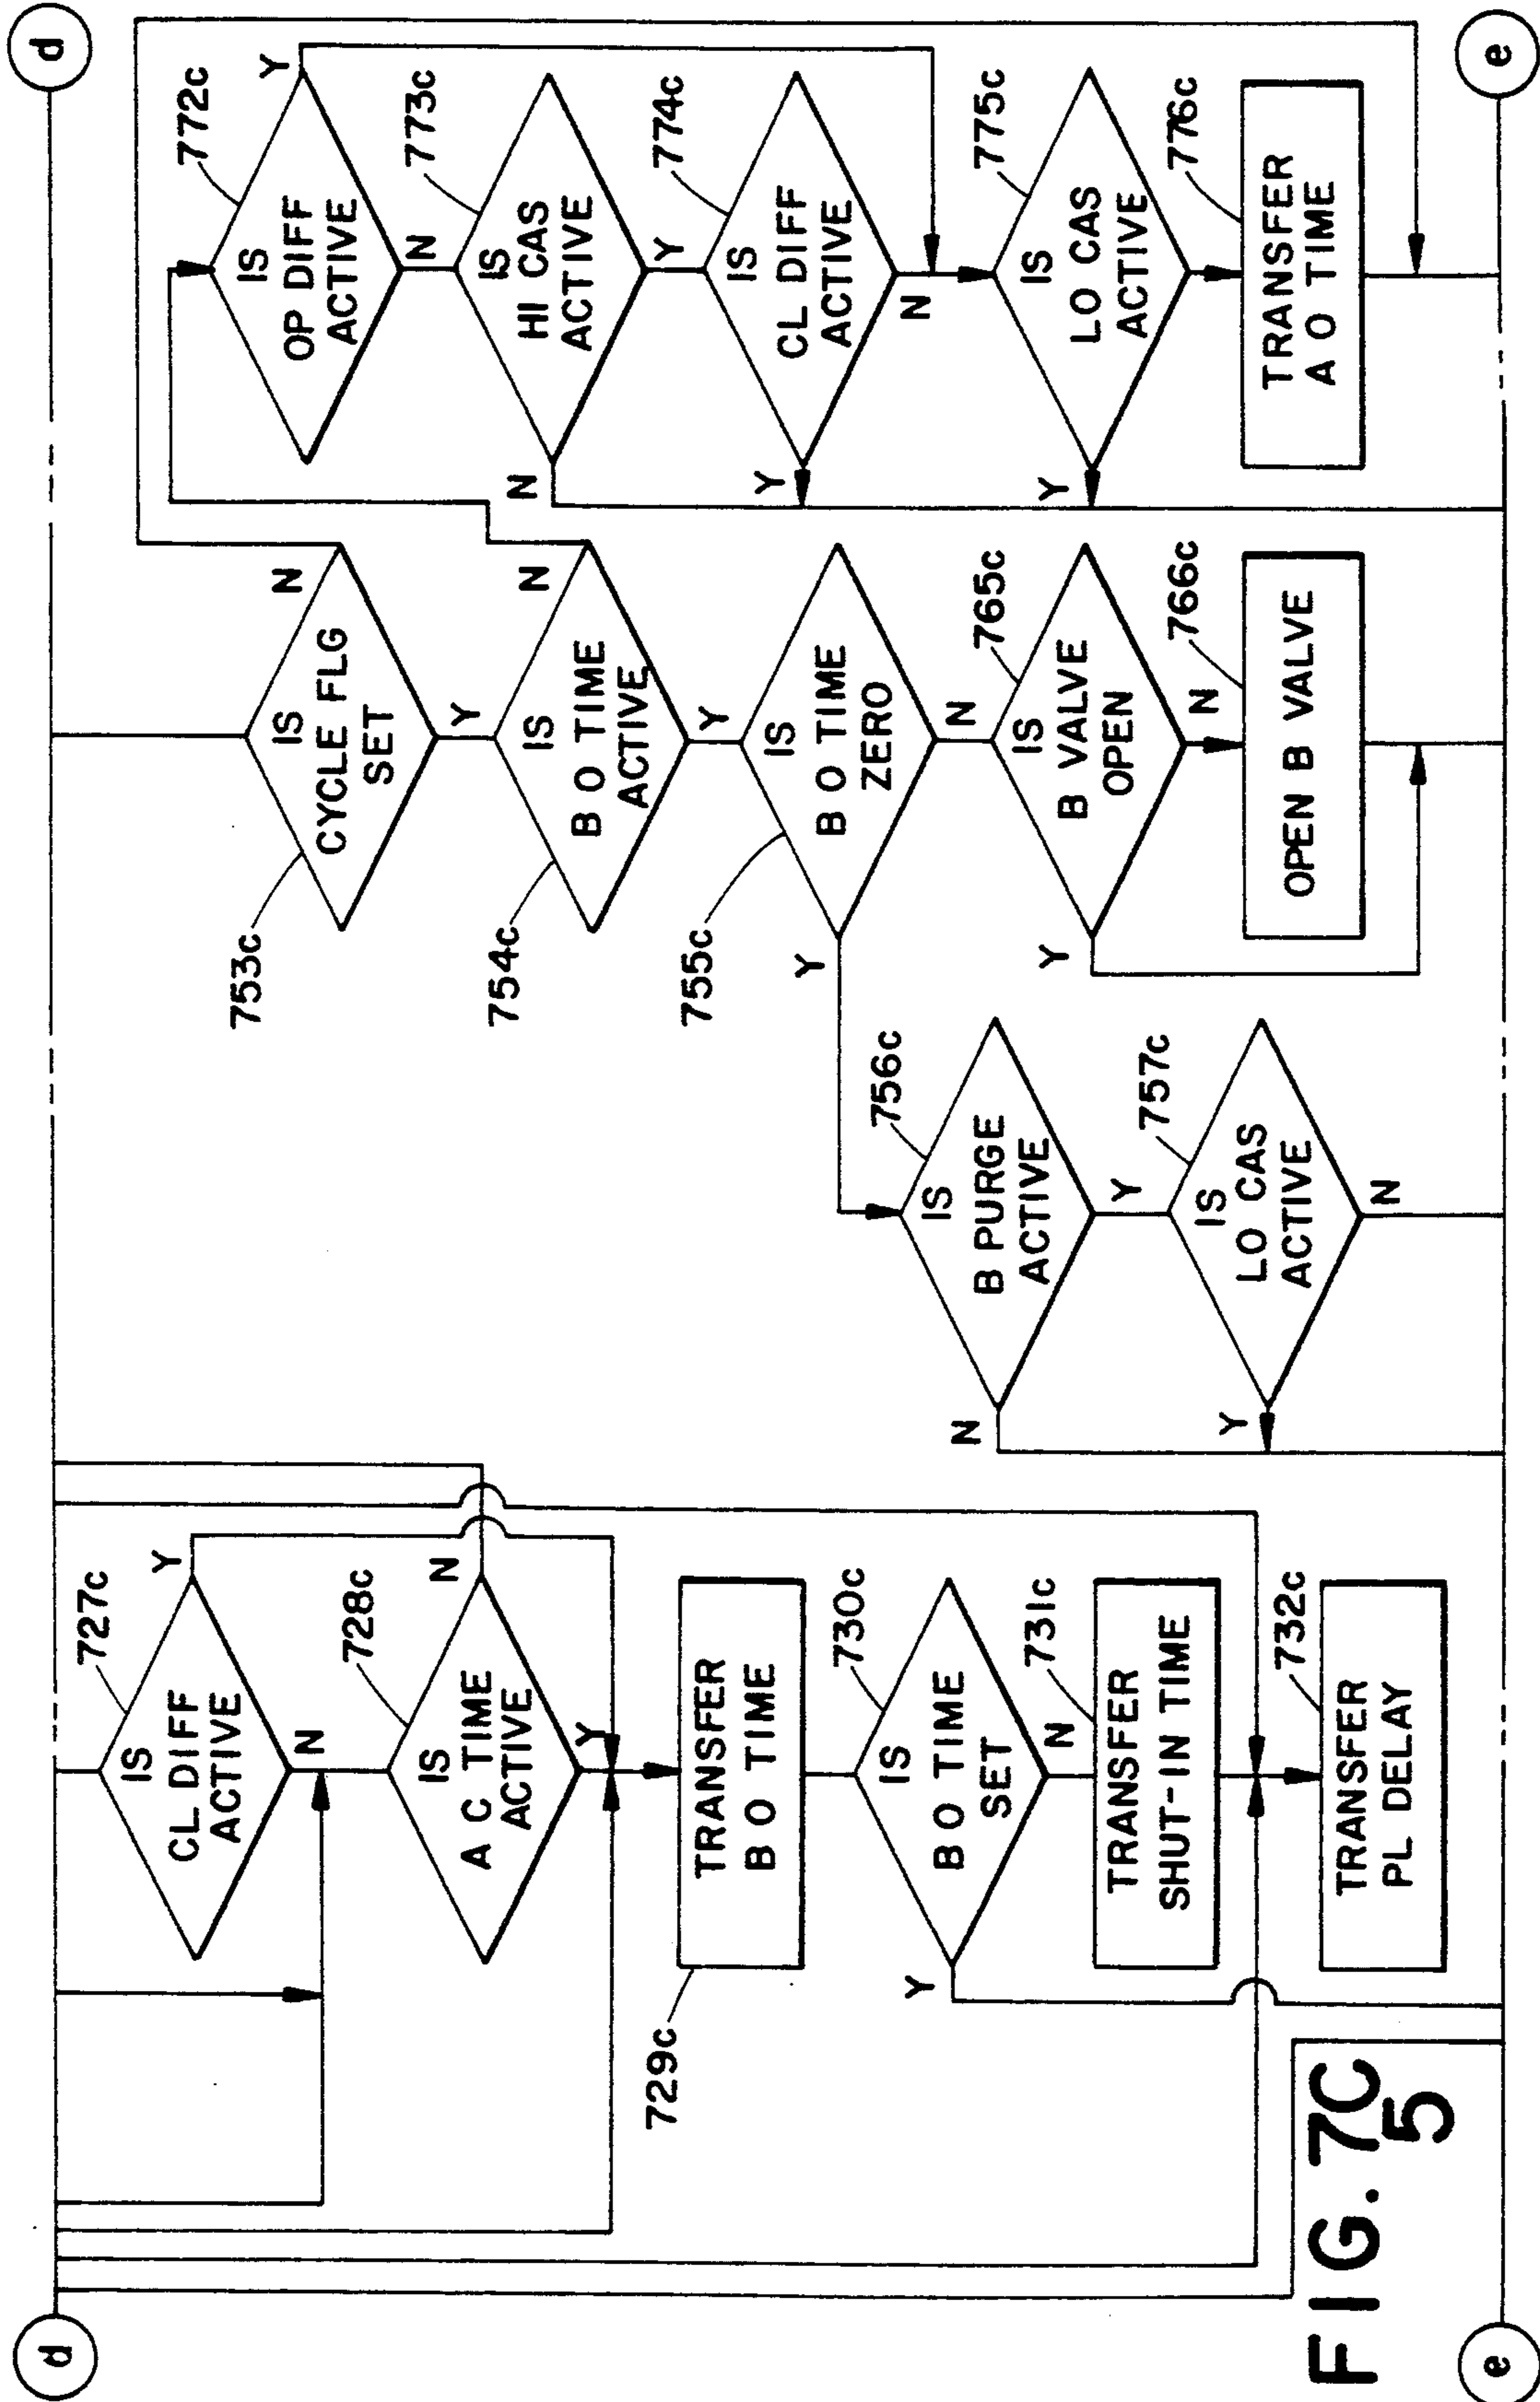 d
d
727c
IS
CL DIFF
ACTIVE
Y
N
728c
IS
A C TIME
ACTIVE
N
Y
729c
TRANSFER
B O TIME
730c
IS
B O TIME
SET
Y
N
731c
TRANSFER
SHUT-IN TIME
732c
TRANSFER
PL DELAY
753c
IS
CYCLE FLG
SET
N
Y
754c
IS
B O TIME
ACTIVE
N
Y
755c
IS
B O TIME
ZERO
Y
N
756c
IS
B PURGE
ACTIVE
N
Y
757c
IS
LO CAS
ACTIVE
Y
N
765c
IS
B VALVE
OPEN
Y
N
766c
OPEN B VALVE
772c
IS
OP DIFF
ACTIVE
Y
N
773c
IS
HI CAS
ACTIVE
N
Y
774c
IS
CL DIFF
ACTIVE
Y
N
775c
IS
LO CAS
ACTIVE
Y
776c
TRANSFER
A O TIME
FIG. 7C
5
e
e